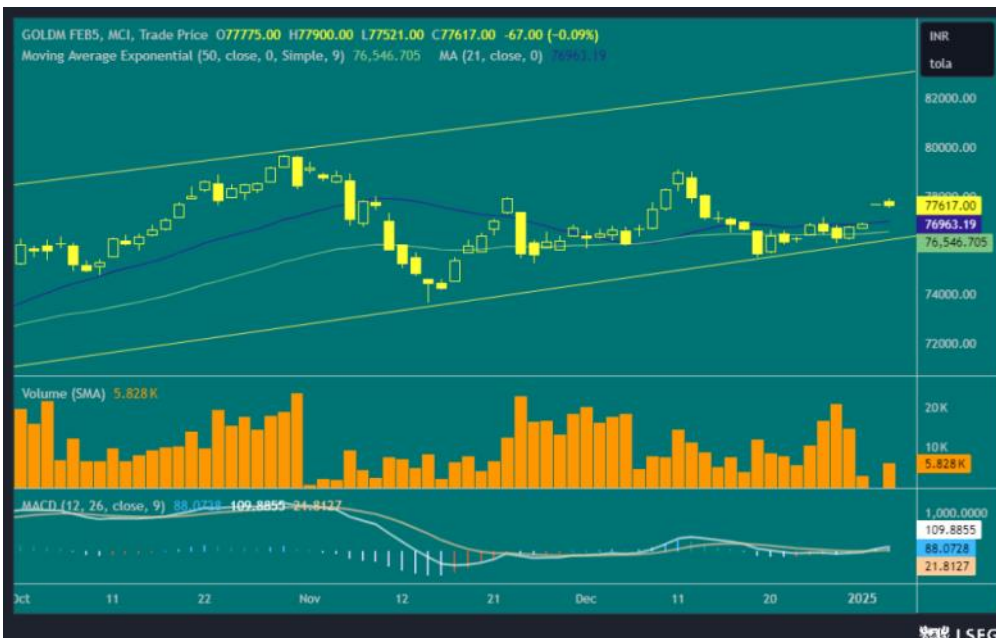 GOLDM FEB5, MCI, Trade Price O77775.00 H77900.00 L77521.00 C77617.00 -67.00 (-0.09%)
Moving Average Exponential (50, close, 0, Simple, 9) 76,546.705 MA (21, close, 0) 76963.19
INR
tola
82000.00
80000.00
78000.00
77617.00
76963.19
76,546.705
74000.00
72000.00
Volume (SMA) 5.828K
20K
10K
5.828K
MACD (12, 26, close, 9) 88.0728 109.8855 21.8127
1,000.0000
109.8855
88.0728
21.8127
Oct 11 22 Nov 12 21 Dec 11 20 2025
LSEG